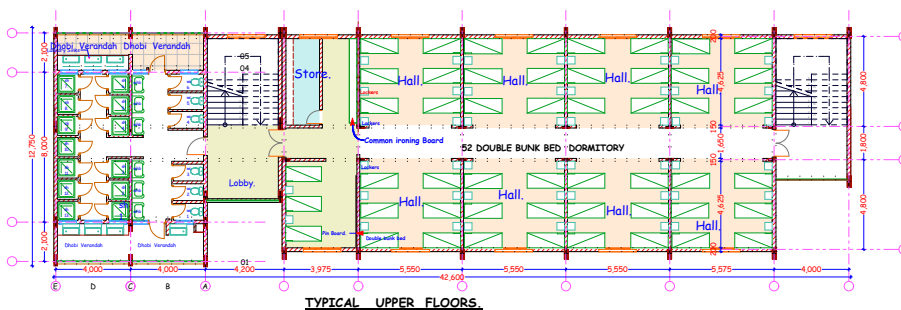 Dhobi Verandah Dhobi Verandah
05
04
Store.
Hall.
Hall.
Hall.
Hall.
Lockers
Lockers
Common ironing Board
52 DOUBLE BUNK BED DORMITORY
Lobby.
Lockers
Hall.
Hall.
Hall.
Hall.
Pin Board.
Double bunk bed
Dhobi Verandah
Dhobi Verandah
01
2,100
8,000
2,100
12,750
200
4,625
150
1,650
150
4,625
200
4,800
1,800
4,800
4,000
4,000
4,200
3,975
5,550
5,550
5,550
5,575
4,000
42,600
E
D
C
B
A
TYPICAL UPPER FLOORS.